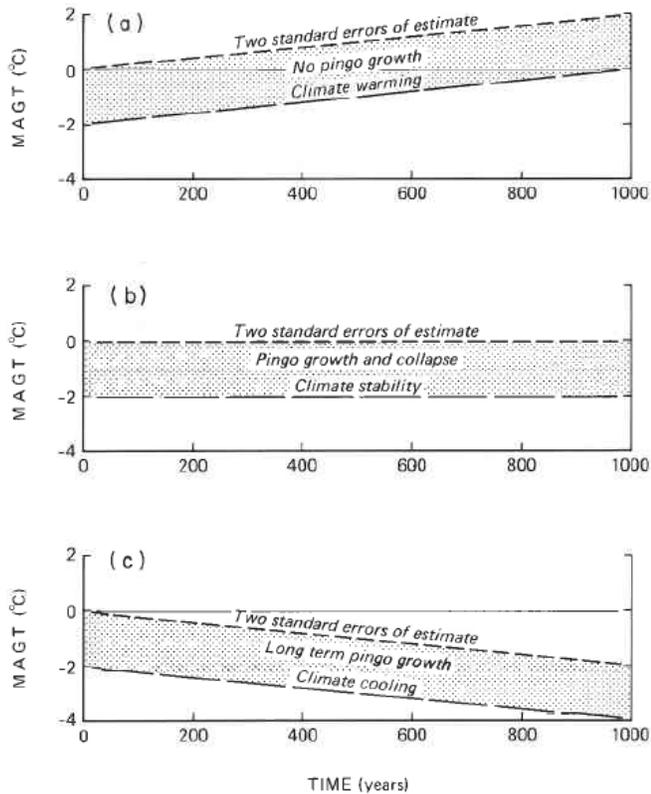 (a)
2
0
-2
-4
MAGT (°C)
Two standard errors of estimate
No pingo growth
Climate warming
0 200 400 600 800 1000
(b)
2
0
-2
-4
MAGT (°C)
Two standard errors of estimate
Pingo growth and collapse
Climate stability
0 200 400 600 800 1000
(c)
2
0
-2
-4
MAGT (°C)
Two standard errors of estimate
Long term pingo growth
Climate cooling
0 200 400 600 800 1000
TIME (years)